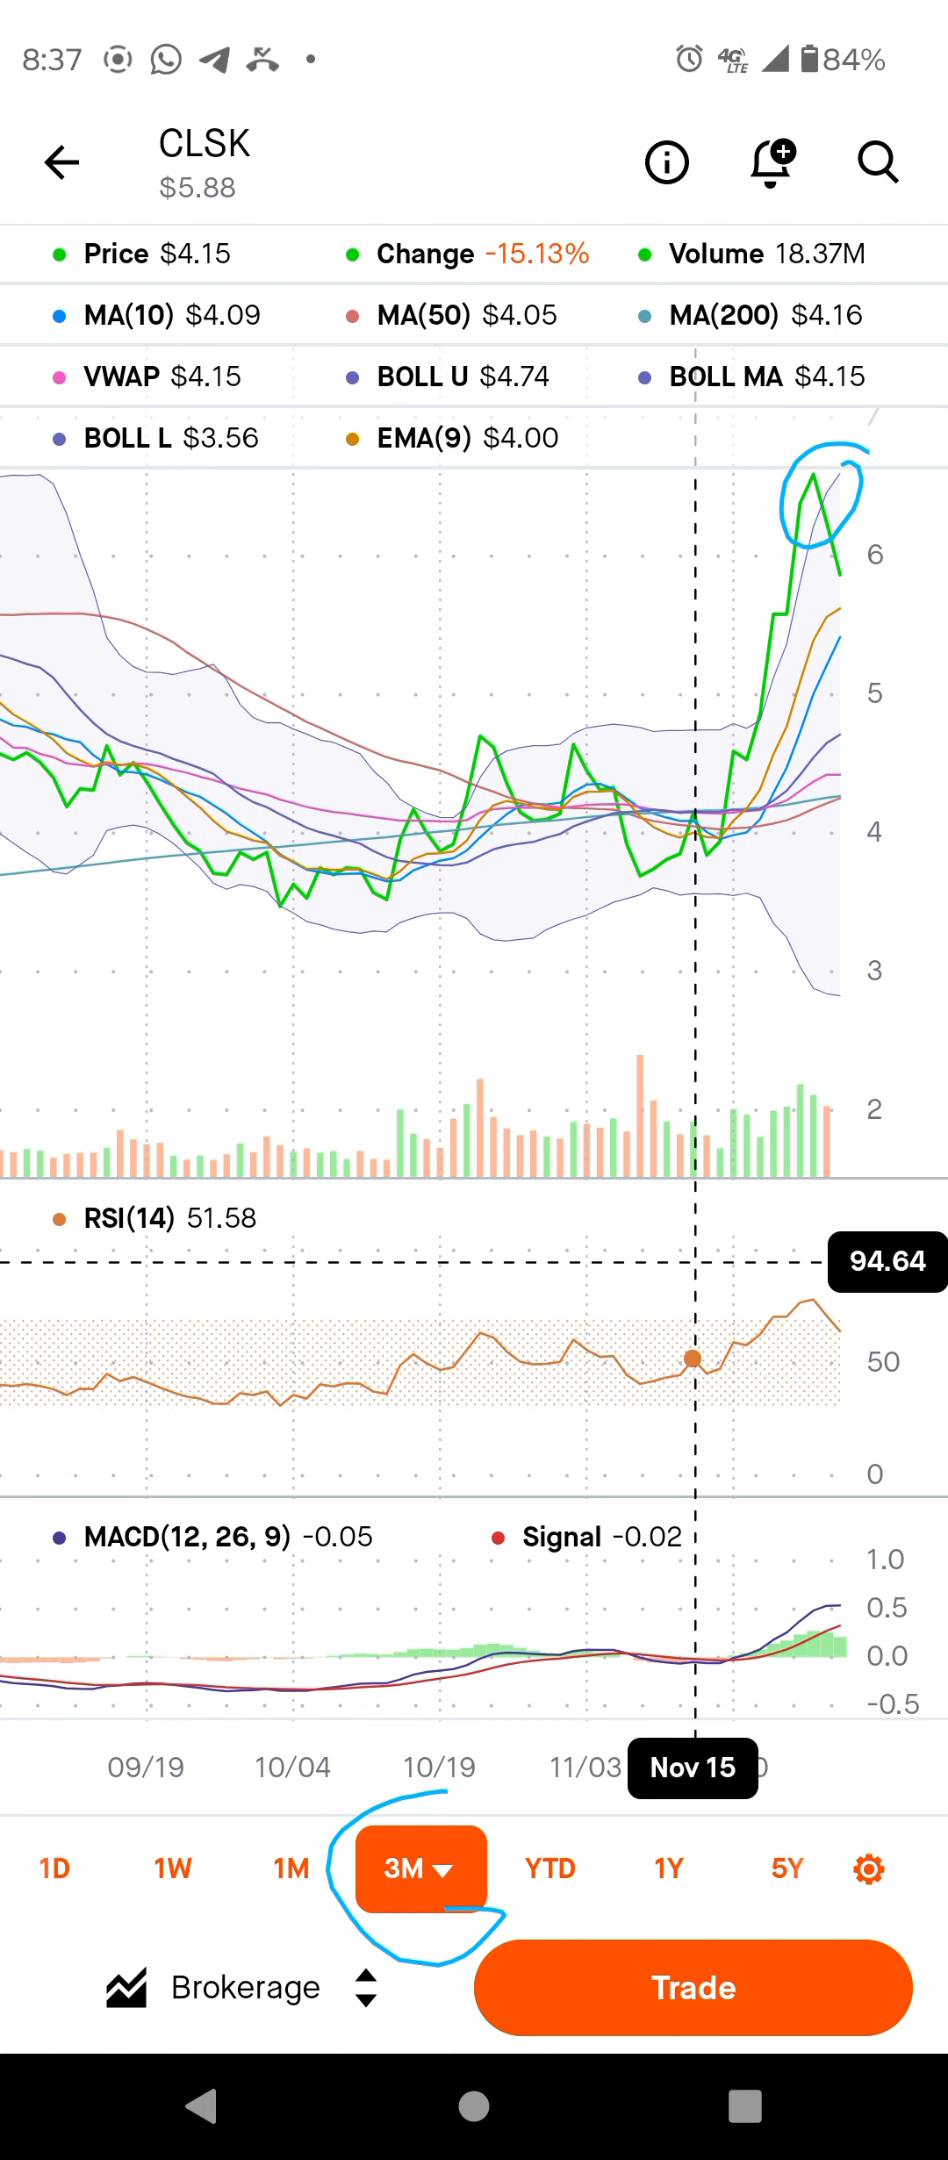 8:37 4G LTE 84%
CLSK
$5.88
Price $4.15 Change -15.13% Volume 18.37M
MA(10) $4.09 MA(50) $4.05 MA(200) $4.16
VWAP $4.15 BOLL U $4.74 BOLL MA $4.15
BOLL L $3.56 EMA(9) $4.00
6
5
4
3
2
RSI(14) 51.58
94.64
50
0
MACD(12, 26, 9) -0.05 Signal -0.02
1.0
0.5
0.0
-0.5
09/19 10/04 10/19 11/03 Nov 15 0
1D 1W 1M 3M YTD 1Y 5Y
Brokerage Trade